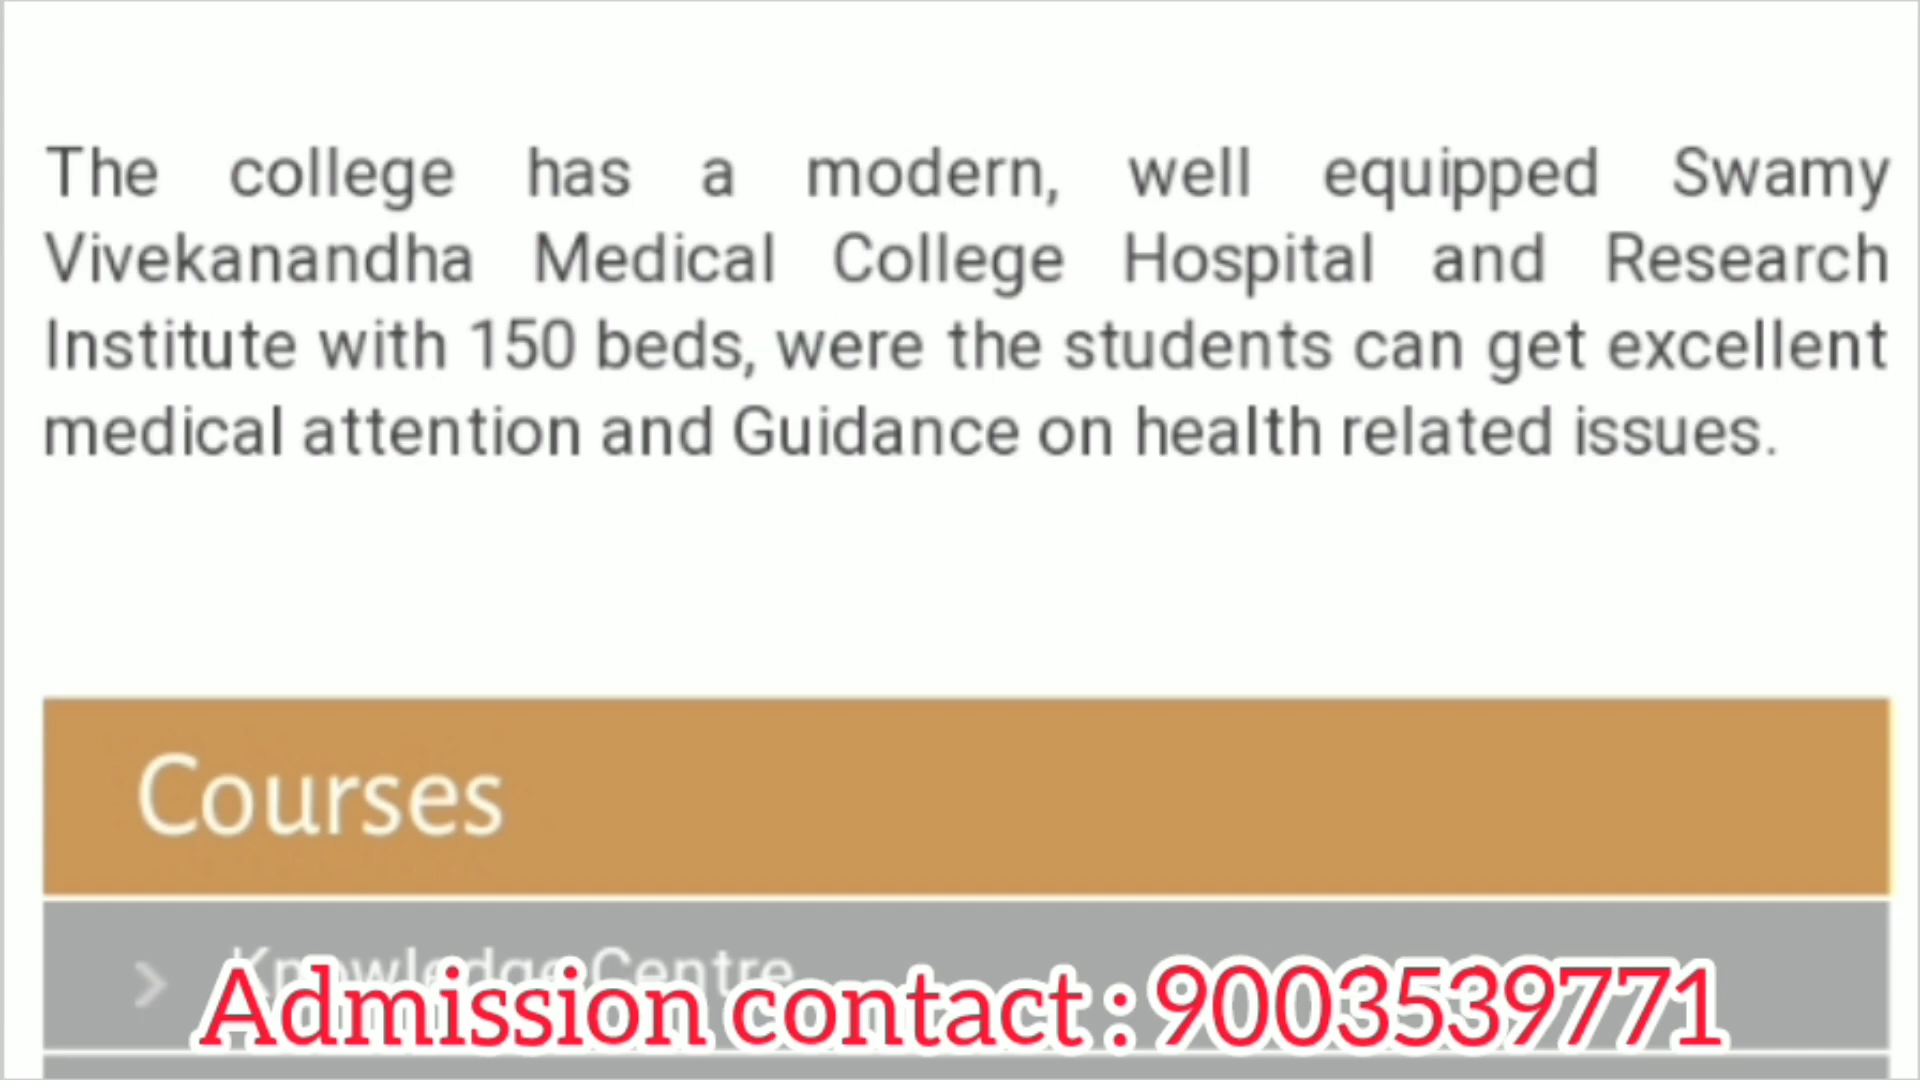 The college has a modern, well equipped Swamy
Vivekanandha Medical College Hospital and Research
Institute with 150 beds, were the students can get excellent
medical attention and Guidance on health related issues.
Courses
Knowledge Centre
Admission contact : 9003539771